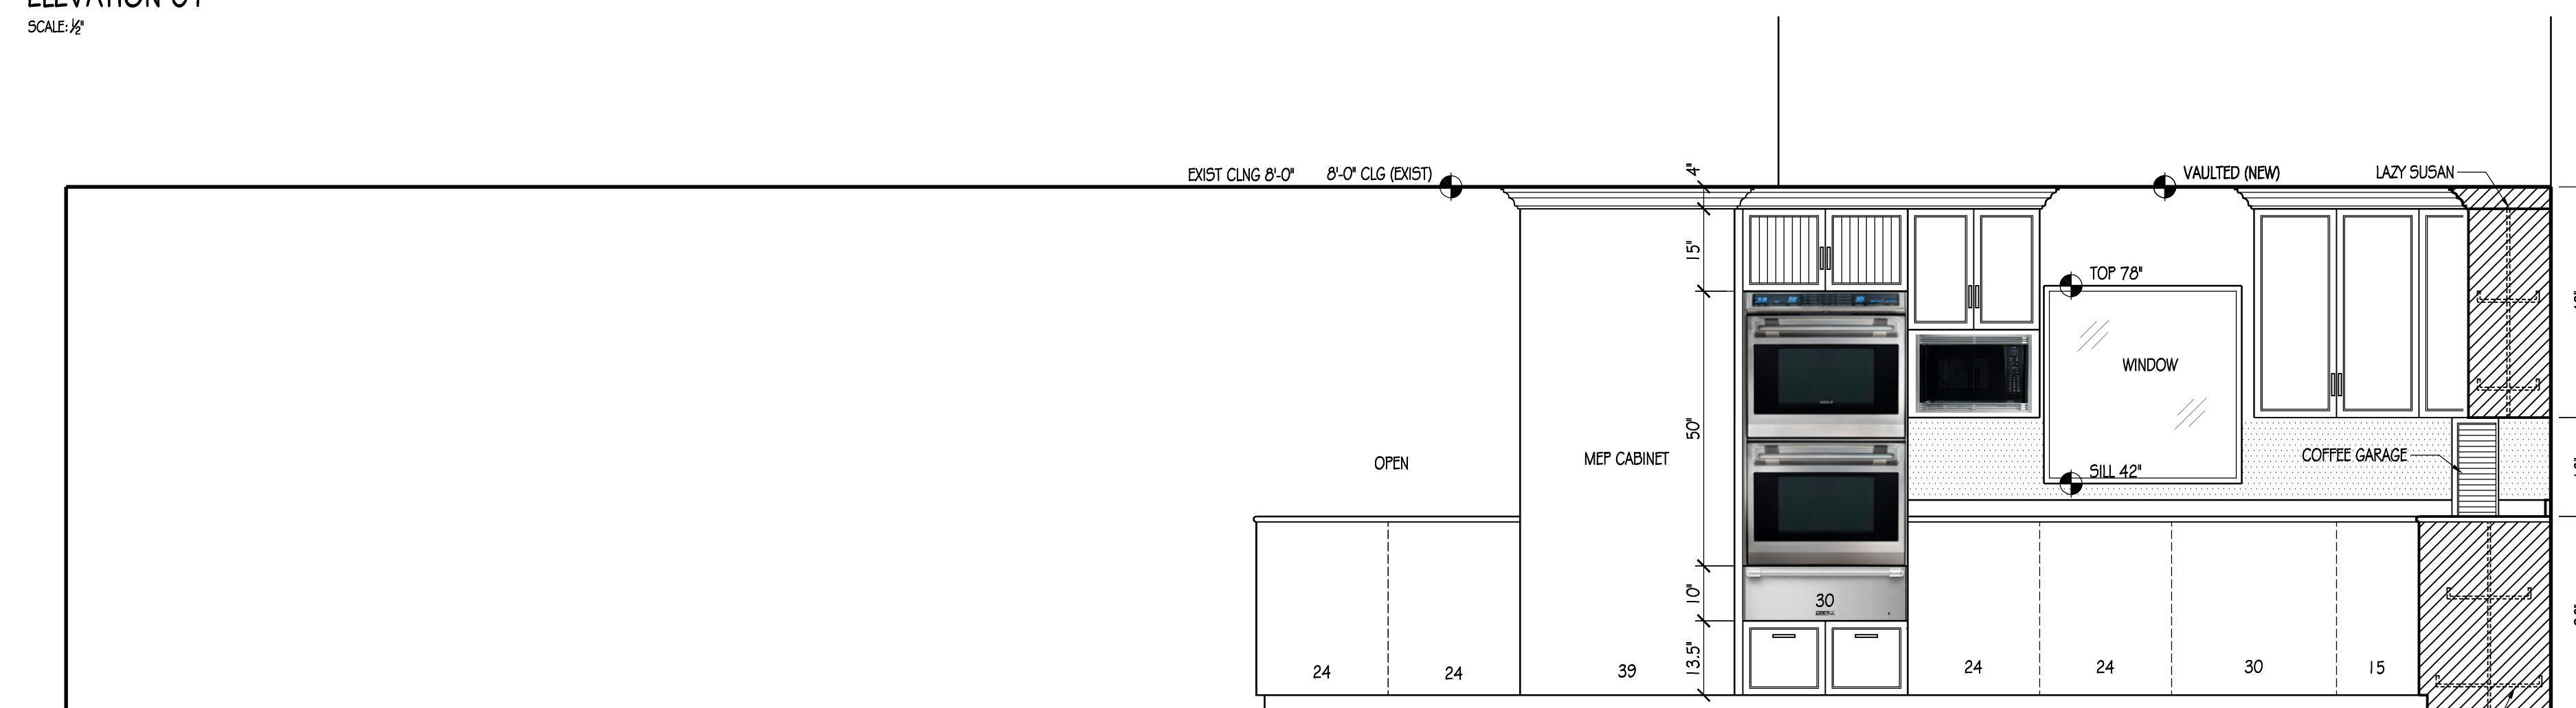 SCALE: ½"
EXIST CLNG 8'-0"
8'-0" CLG (EXIST)
4"
VAULTED (NEW)
LAZY SUSAN
15"
TOP 78"
WINDOW
50"
OPEN
MEP CABINET
SILL 42"
COFFEE GARAGE
10"
30
13.5"
24
24
39
24
24
30
15